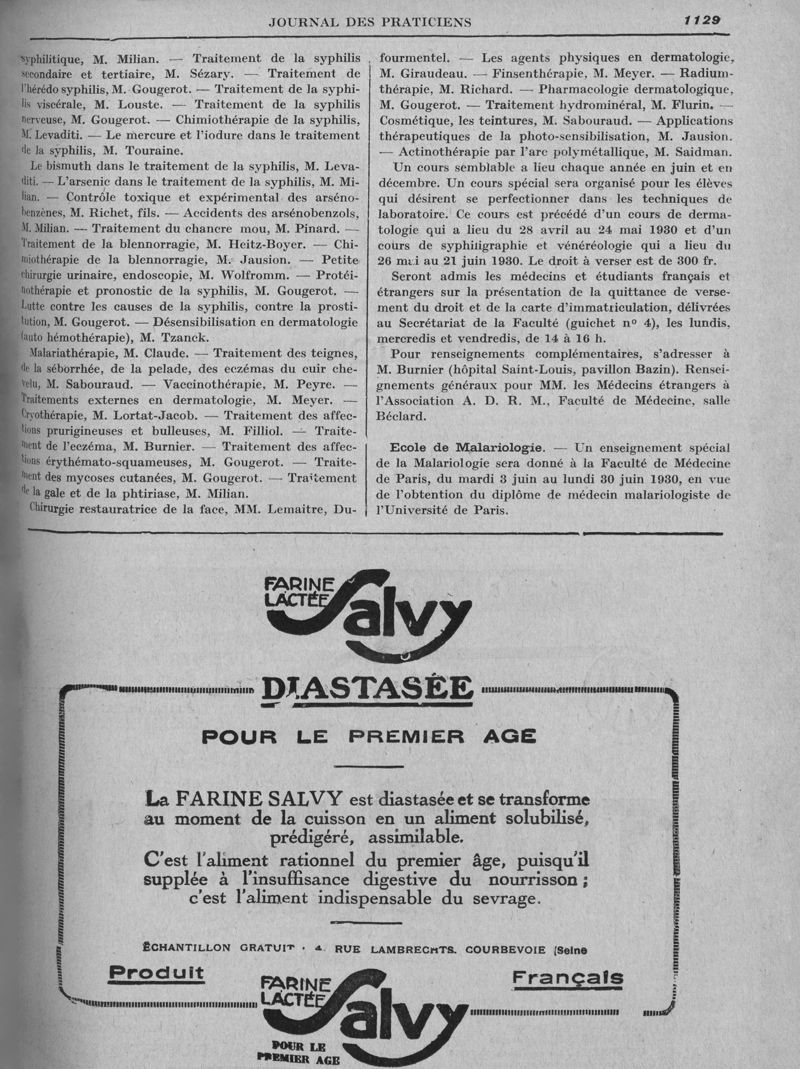 JOURNAL DES PRATICIENS
1129
syphilitique, M. Milian. — Traitement de la syphilis
secondaire et tertiaire, M. Sézary. — Traitement de
l'hérédo syphilis, M. Gougerot. — Traitement de la syphi-
lis viscérale, M. Louste. — Traitement de la syphilis
nerveuse, M. Gougerot. — Chimiothérapie de la syphilis,
M. Levaditi. — Le mercure et l'iodure dans le traitement
de la syphilis, M. Touraine.
Le bismuth dans le traitement de la syphilis, M. Leva-
diti. — L'arsenic dans le traitement de la syphilis, M. Mi-
lian. — Contrôle toxique et expérimental des arséno-
benzènes, M. Richet, fils. — Accidents des arsénobenzols,
M. Milian. — Traitement du chancre mou, M. Pinard. —
Traitement de la blennorragie, M. Heitz-Boyer. — Chi-
miothérapie de la blennorragie, M. Jausion. — Petite
chirurgie urinaire, endoscopie, M. Wolfromm. — Protéi-
nothérapie et pronostic de la syphilis, M. Gougerot. —
Lutte contre les causes de la syphilis, contre la prosti-
tution, M. Gougerot. — Désensibilisation en dermatologie
(auto hémothérapie), M. Tzanck.
Malariathérapie, M. Claude. — Traitement des teignes,
de la séborrhée, de la pelade, des eczémas du cuir che-
velu, M. Sabouraud. — Vaccinothérapie, M. Peyre. —
Traitements externes en dermatologie, M. Meyer. —
Cryothérapie, M. Lortat-Jacob. — Traitement des affec-
tions prurigineuses et bulleuses, M. Filliol. — Traite-
ment de l'eczéma, M. Burnier. — Traitement des affec-
tions érythémato-squameuses, M. Gougerot. — Traite-
ment des mycoses cutanées, M. Gougerot. — Traitement
de la gale et de la phtiriase, M. Milian.
Chirurgie restauratrice de la face, MM. Lemaitre, Du-
fourmentel. — Les agents physiques en dermatologie,
M. Giraudeau. — Finsenthérapie, M. Meyer. — Radium-
thérapie, M. Richard. — Pharmacologie dermatologique,
M. Gougerot. — Traitement hydrominéral, M. Flurin. —
Cosmétique, les teintures, M. Sabouraud. — Applications
thérapeutiques de la photo-sensibilisation, M. Jausion.
— Actinothérapie par l'arc polymétallique, M. Saidman.
Un cours semblable a lieu chaque année en juin et en
décembre. Un cours spécial sera organisé pour les élèves
qui désirent se perfectionner dans les techniques de
laboratoire. Ce cours est précédé d'un cours de derma-
tologie qui a lieu du 28 avril au 24 mai 1930 et d'un
cours de syphiligraphie et vénéréologie qui a lieu du
26 mai au 21 juin 1930. Le droit à verser est de 300 fr.
Seront admis les médecins et étudiants français et
étrangers sur la présentation de la quittance de verse-
ment du droit et de la carte d'immatriculation, délivrées
au Secrétariat de la Faculté (guichet n° 4), les lundis,
mercredis et vendredis, de 14 à 16 h.
Pour renseignements complémentaires, s'adresser à
M. Burnier (hôpital Saint-Louis, pavillon Bazin). Rensei-
gnements généraux pour MM. les Médecins étrangers à
l'Association A. D. R. M., Faculté de Médecine, salle
Béclard.
Ecole de Malariologie. — Un enseignement spécial
de la Malariologie sera donné à la Faculté de Médecine
de Paris, du mardi 3 juin au lundi 30 juin 1930, en vue
de l'obtention du diplôme de médecin malariologiste de
l'Université de Paris.
FARINE
LACTÉE
Salvy
DIASTASÉE
POUR LE PREMIER AGE
La FARINE SALVY est diastasée et se transforme
au moment de la cuisson en un aliment solubilisé,
prédigéré, assimilable.
C'est l'aliment rationnel du premier âge, puisqu'il
supplée à l'insuffisance digestive du nourrisson ;
c'est l'aliment indispensable du sevrage.
ÉCHANTILLON GRATUIT · 4, RUE LAMBRECHTS. COURBEVOIE (Seine
Produit
Français
FARINE
LACTÉE
Salvy
POUR LE
PREMIER AGE